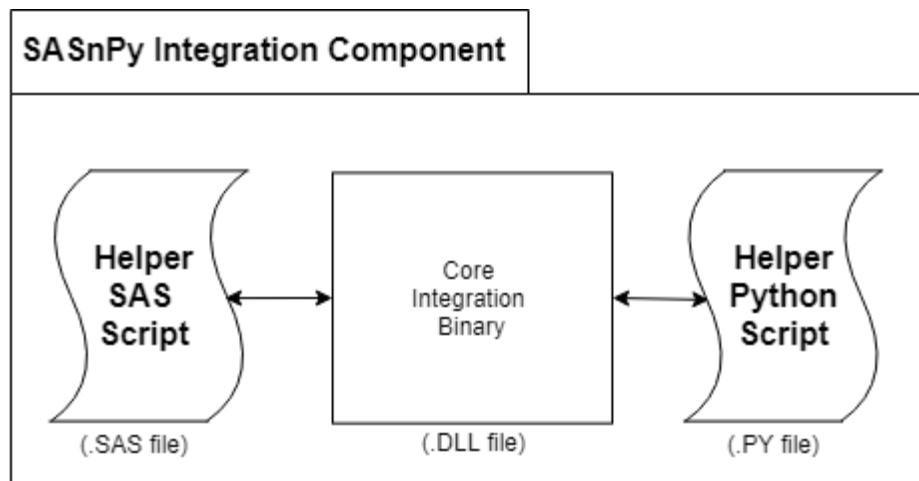 SASnPy Integration Component
Helper
SAS
Script
(.SAS file)
Core
Integration
Binary
(.DLL file)
Helper
Python
Script
(.PY file)